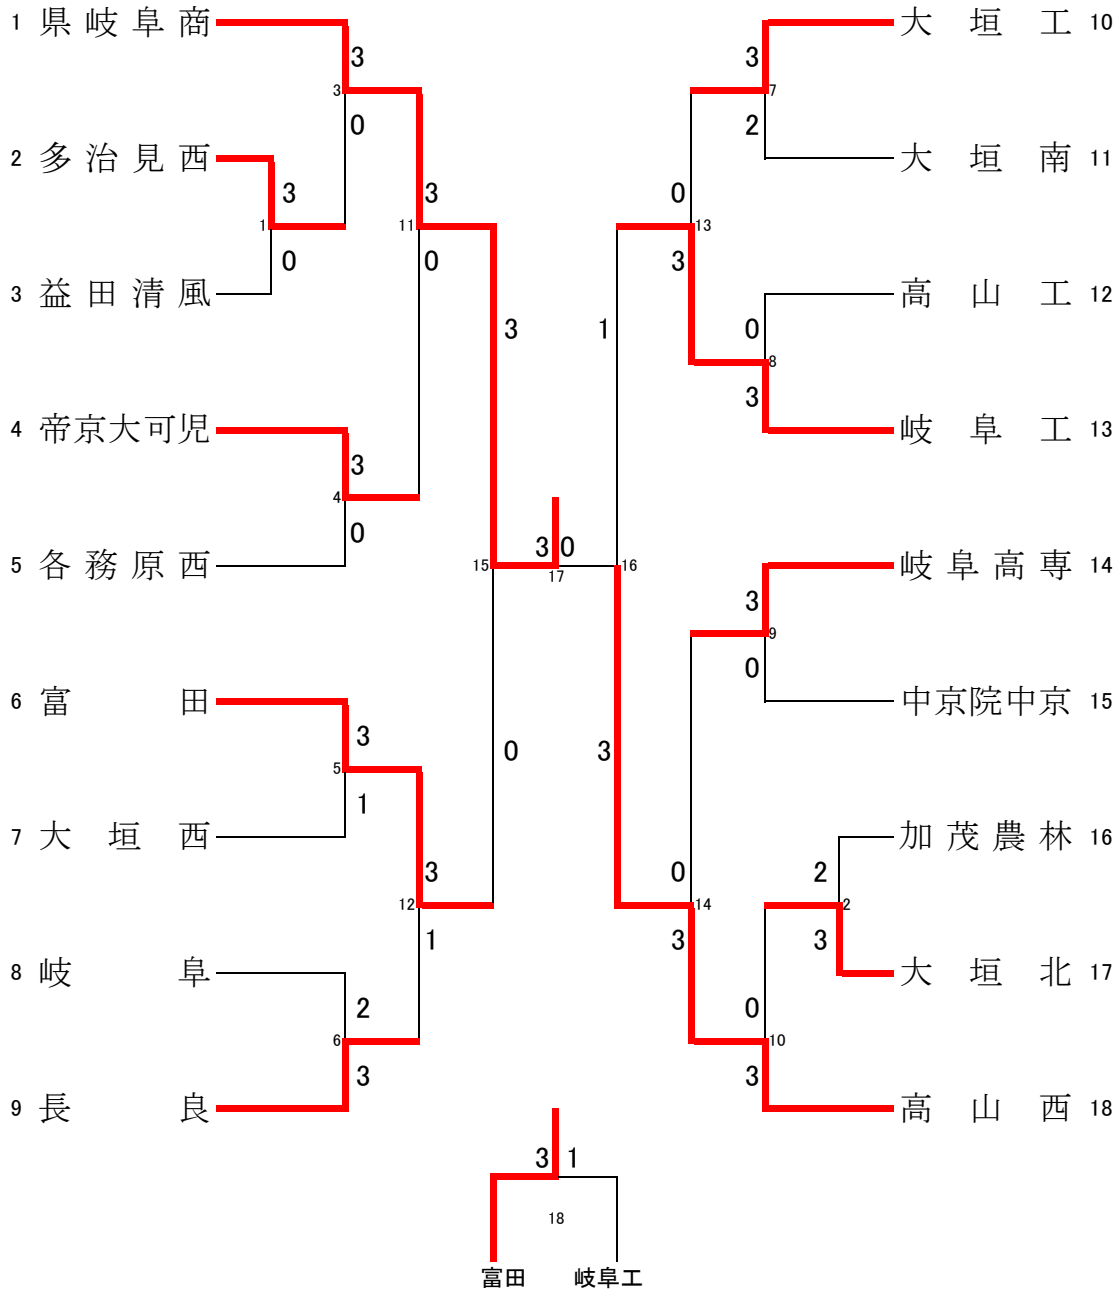 1 県岐阜商
大垣工 10
3
3
3
7
0
2
2 多治見西
大垣南 11
3
3
0
1
11
13
0
0
3
3 益田清風
高山工 12
3
1
0
8
3
4 帝京大可児
岐阜工 13
3
4
0
3 0
5 各務原西
15
17
16
岐阜高専 14
3
9
0
6 富田
中京院中京 15
3
0
3
5
1
7 大垣西
加茂農林 16
3
0
2
12
14
2
1
3
3
8 岐阜
大垣北 17
2
0
6
10
3
3
9 長良
高山西 18
3 1
18
富田 岐阜工